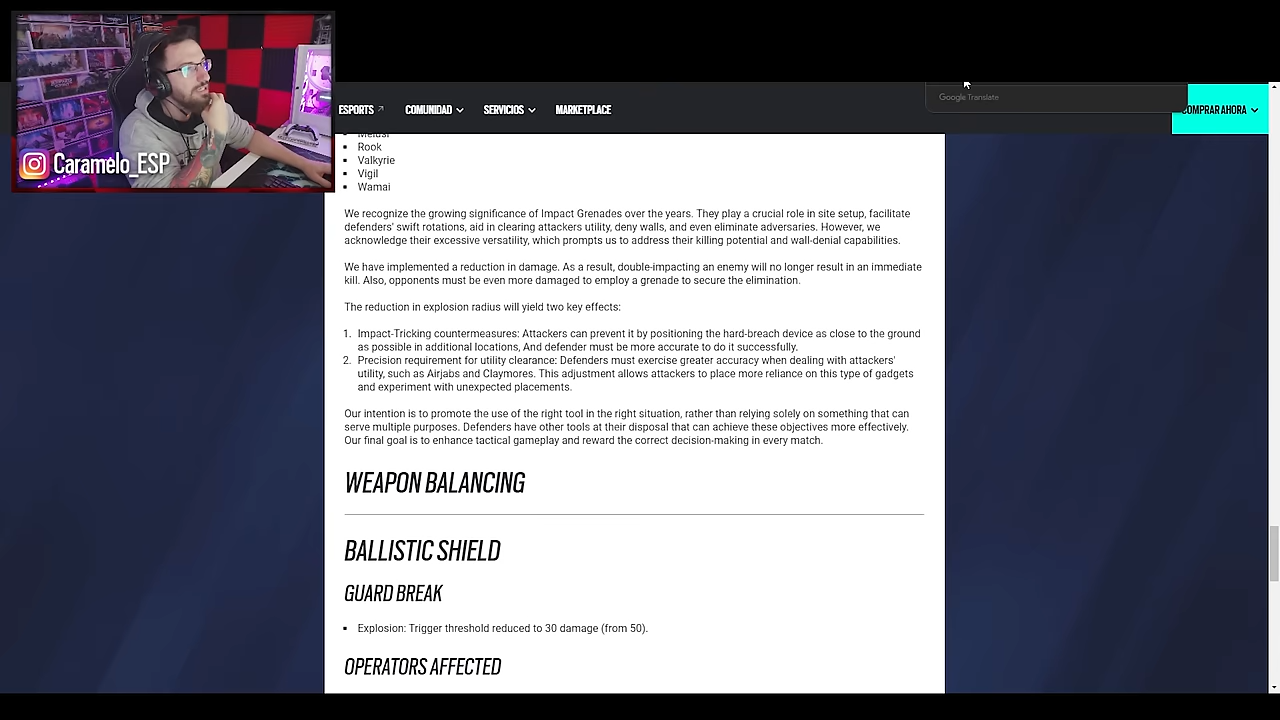 ESPORTS
COMUNIDAD
SERVICIOS
MARKETPLACE
Google Translate
COMPRAR AHORA
Caramelo_ESP
Melusi
Rook
Valkyrie
Vigil
Wamai
We recognize the growing significance of Impact Grenades over the years. They play a crucial role in site setup, facilitate
defenders' swift rotations, aid in clearing attackers utility, deny walls, and even eliminate adversaries. However, we
acknowledge their excessive versatility, which prompts us to address their killing potential and wall-denial capabilities.
We have implemented a reduction in damage. As a result, double-impacting an enemy will no longer result in an immediate
kill. Also, opponents must be even more damaged to employ a grenade to secure the elimination.
The reduction in explosion radius will yield two key effects:
1. Impact-Tricking countermeasures: Attackers can prevent it by positioning the hard-breach device as close to the ground
as possible in additional locations, And defender must be more accurate to do it successfully.
2. Precision requirement for utility clearance: Defenders must exercise greater accuracy when dealing with attackers'
utility, such as Airjabs and Claymores. This adjustment allows attackers to place more reliance on this type of gadgets
and experiment with unexpected placements.
Our intention is to promote the use of the right tool in the right situation, rather than relying solely on something that can
serve multiple purposes. Defenders have other tools at their disposal that can achieve these objectives more effectively.
Our final goal is to enhance tactical gameplay and reward the correct decision-making in every match.
WEAPON BALANCING
BALLISTIC SHIELD
GUARD BREAK
Explosion: Trigger threshold reduced to 30 damage (from 50).
OPERATORS AFFECTED